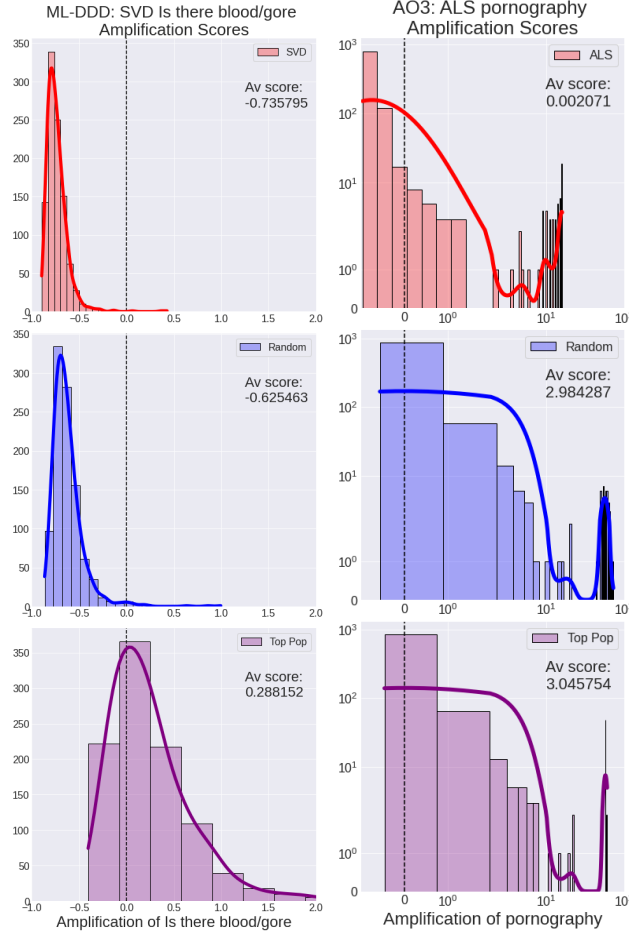 ML-DDD: SVD Is there blood/gore
Amplification Scores
SVD
Av score:
-0.735795
350
300
250
200
150
100
50
0
−1.0 −0.5 0.0 0.5 1.0 1.5 2.0
Random
Av score:
-0.625463
350
300
250
200
150
100
50
0
−1.0 −0.5 0.0 0.5 1.0 1.5 2.0
Top Pop
Av score:
0.288152
350
300
250
200
150
100
50
0
−1.0 −0.5 0.0 0.5 1.0 1.5 2.0
Amplification of Is there blood/gore
AO3: ALS pornography
Amplification Scores
ALS
Av score:
0.002071
10³
10²
10¹
10⁰
0
0 10⁰ 10¹ 10
Random
Av score:
2.984287
10³
10²
10¹
10⁰
0
0 10⁰ 10¹ 10
Top Pop
Av score:
3.045754
10³
10²
10¹
10⁰
0
0 10⁰ 10¹ 10
Amplification of pornography